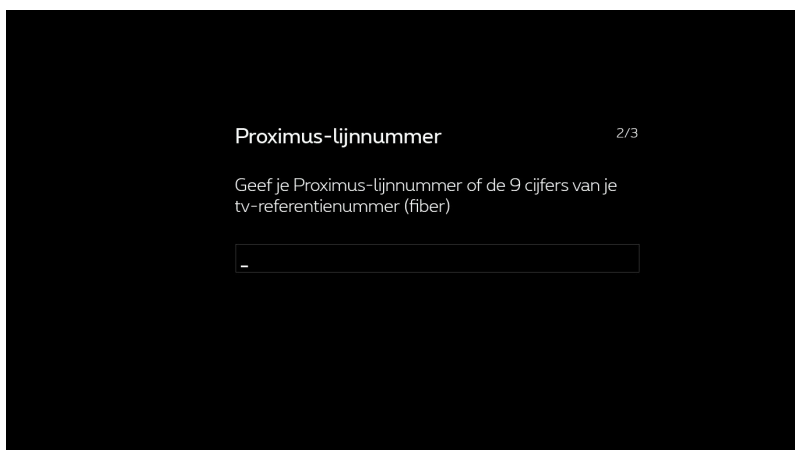 Proximus-lijnnummer 2/3
Geef je Proximus-lijnnummer of de 9 cijfers van je
tv-referentienummer (fiber)
_